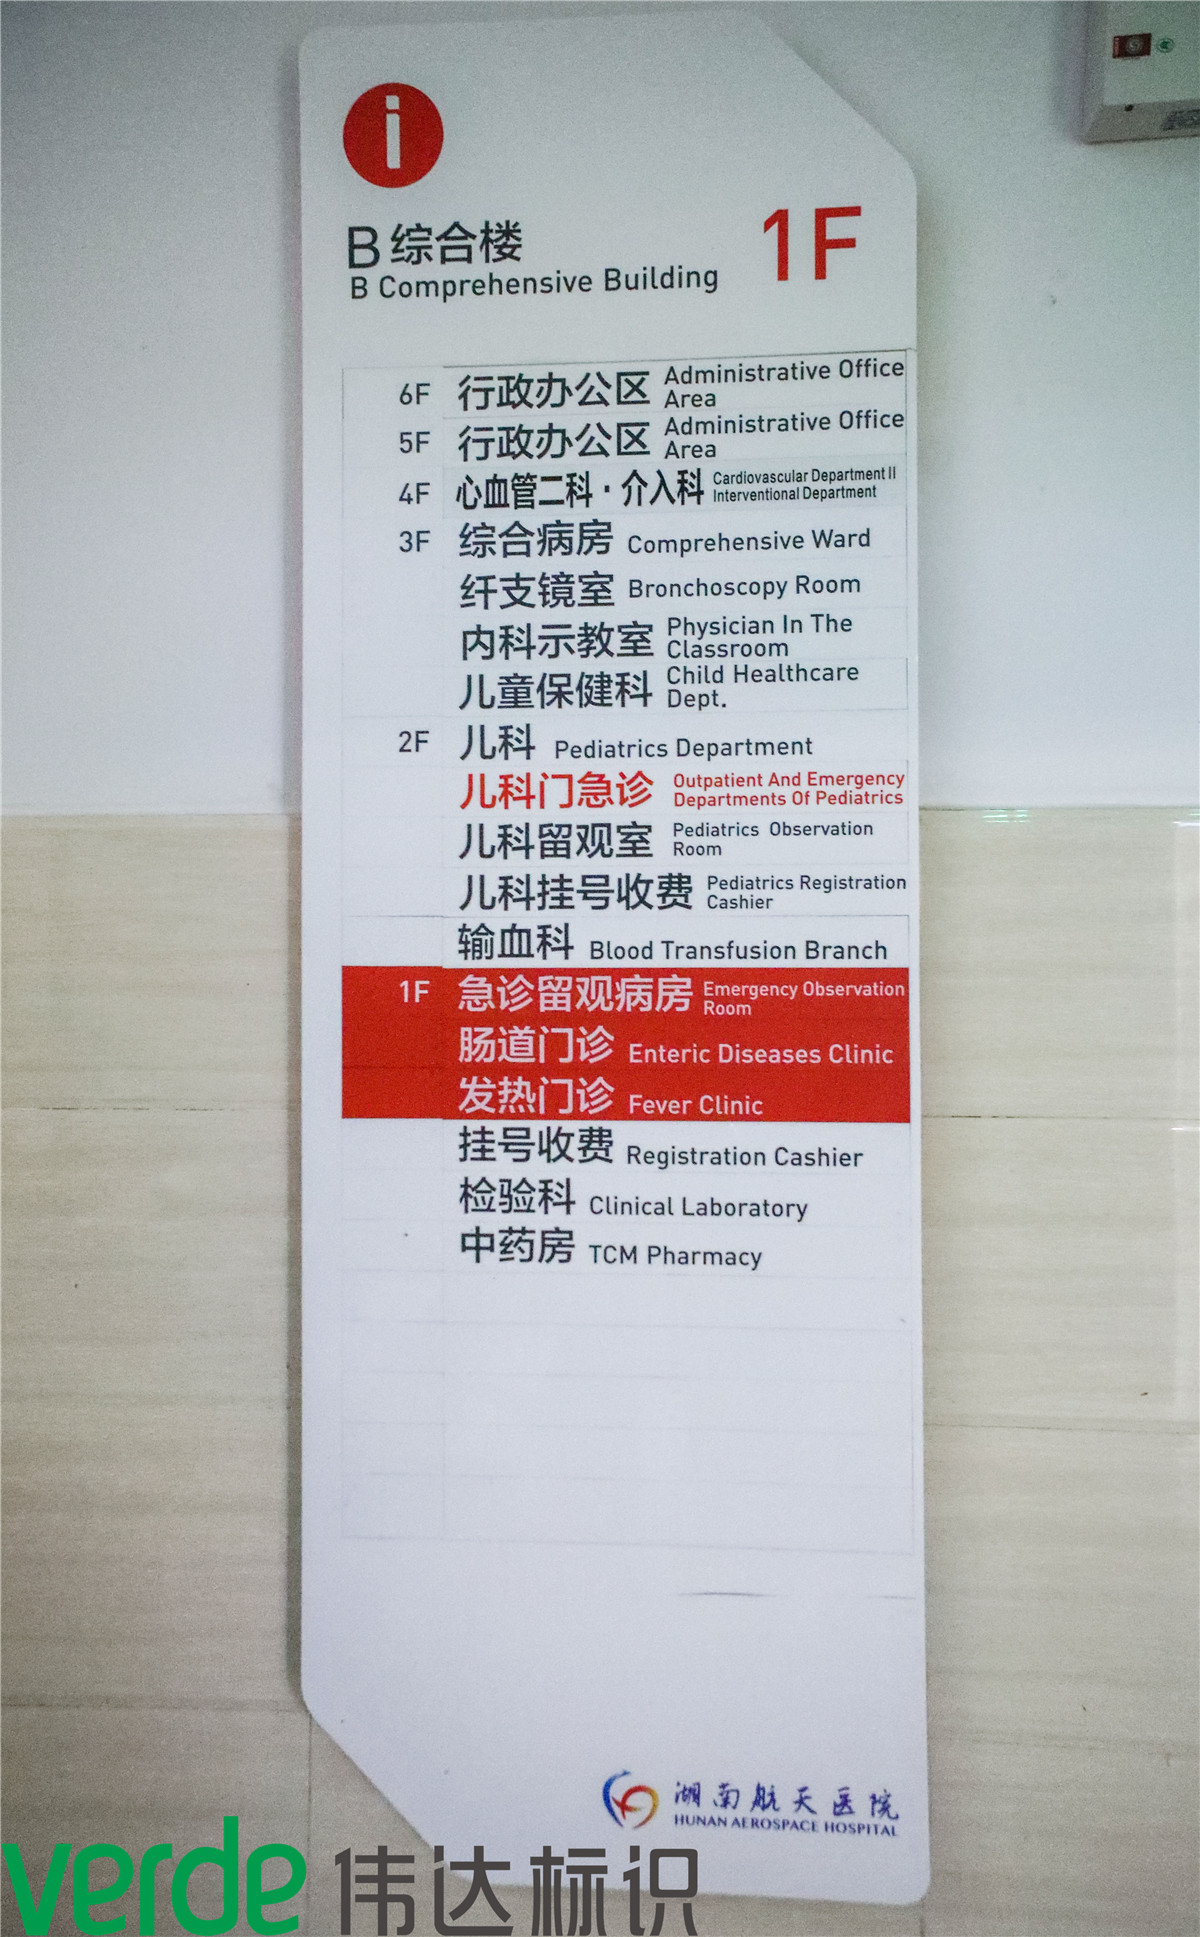 i
B 综合楼 1F
B Comprehensive Building
6F 行政办公区 Administrative Office
Area
5F 行政办公区 Administrative Office
Area
4F 心血管二科·介入科 Cardiovascular Department II
Interventional Department
3F 综合病房 Comprehensive Ward
纤支镜室 Bronchoscopy Room
内科示教室 Physician In The
Classroom
儿童保健科 Child Healthcare
Dept.
2F 儿科 Pediatrics Department
儿科门急诊 Outpatient And Emergency
Departments Of Pediatrics
儿科留观室 Pediatrics Observation
Room
儿科挂号收费 Pediatrics Registration
Cashier
输血科 Blood Transfusion Branch
1F 急诊留观病房 Emergency Observation
Room
肠道门诊 Enteric Diseases Clinic
发热门诊 Fever Clinic
挂号收费 Registration Cashier
检验科 Clinical Laboratory
中药房 TCM Pharmacy
湖南航天医院
HUNAN AEROSPACE HOSPITAL
verde 伟达标识